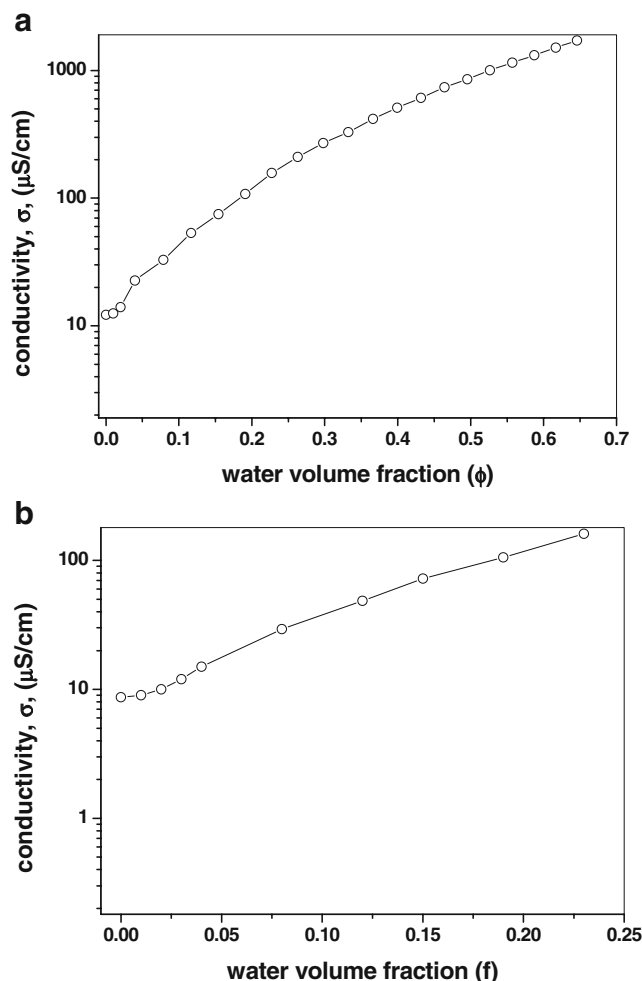 a
1000
100
10
conductivity, σ, (μS/cm)
0.0 0.1 0.2 0.3 0.4 0.5 0.6 0.7
water volume fraction (ϕ)
b
100
10
1
conductivity, σ, (μS/cm)
0.00 0.05 0.10 0.15 0.20 0.25
water volume fraction (f)